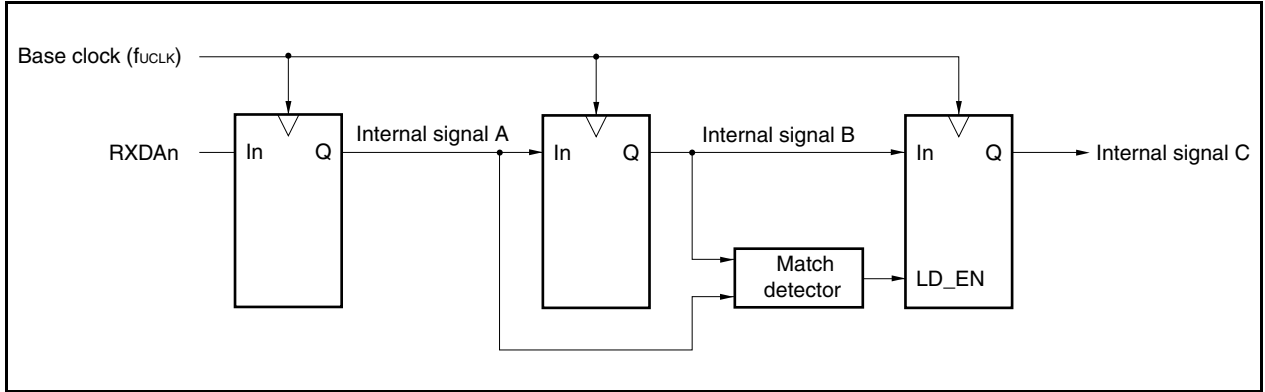 Base clock (fUCLK)
RXDAn
In
Q
Internal signal A
In
Q
Internal signal B
In
Q
Internal signal C
Match
detector
LD_EN